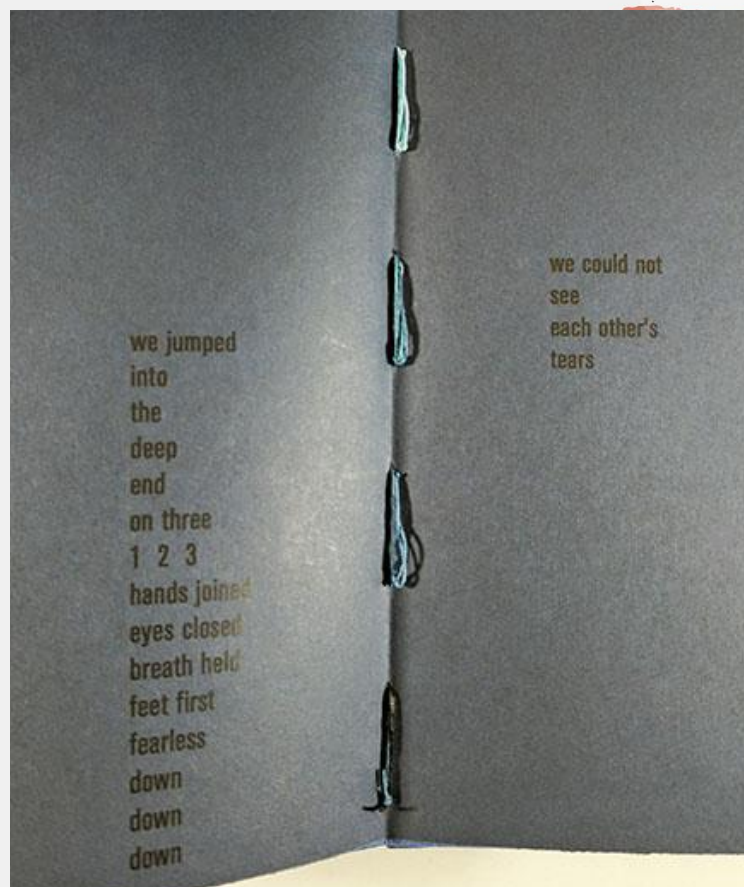 we jumped
into
the
deep
end
on three
1 2 3
hands joined
eyes closed
breath held
feet first
fearless
down
down
down
we could not
see
each other's
tears